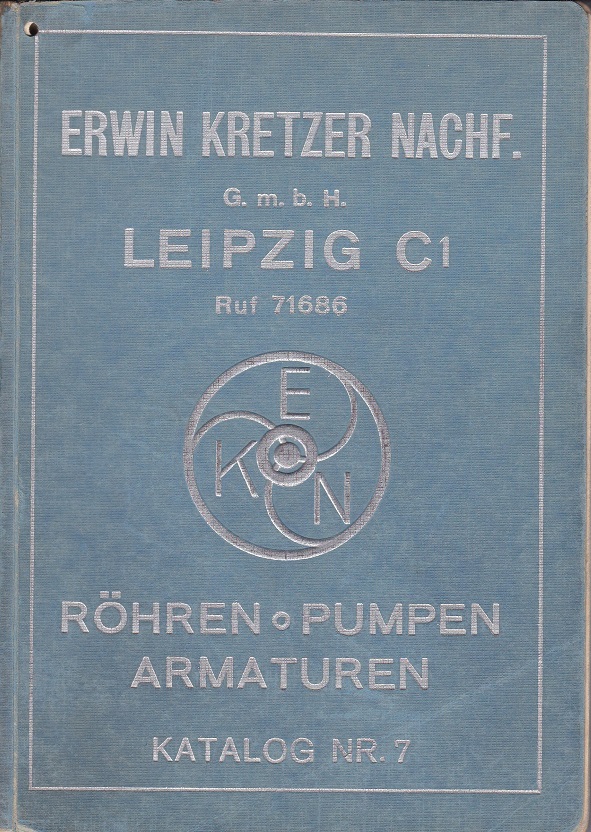 ERWIN KRETZER NACHF.
G. m. b. H.
LEIPZIG C1
Ruf 71686
E
K N
RÖHREN o PUMPEN
ARMATUREN
KATALOG NR. 7